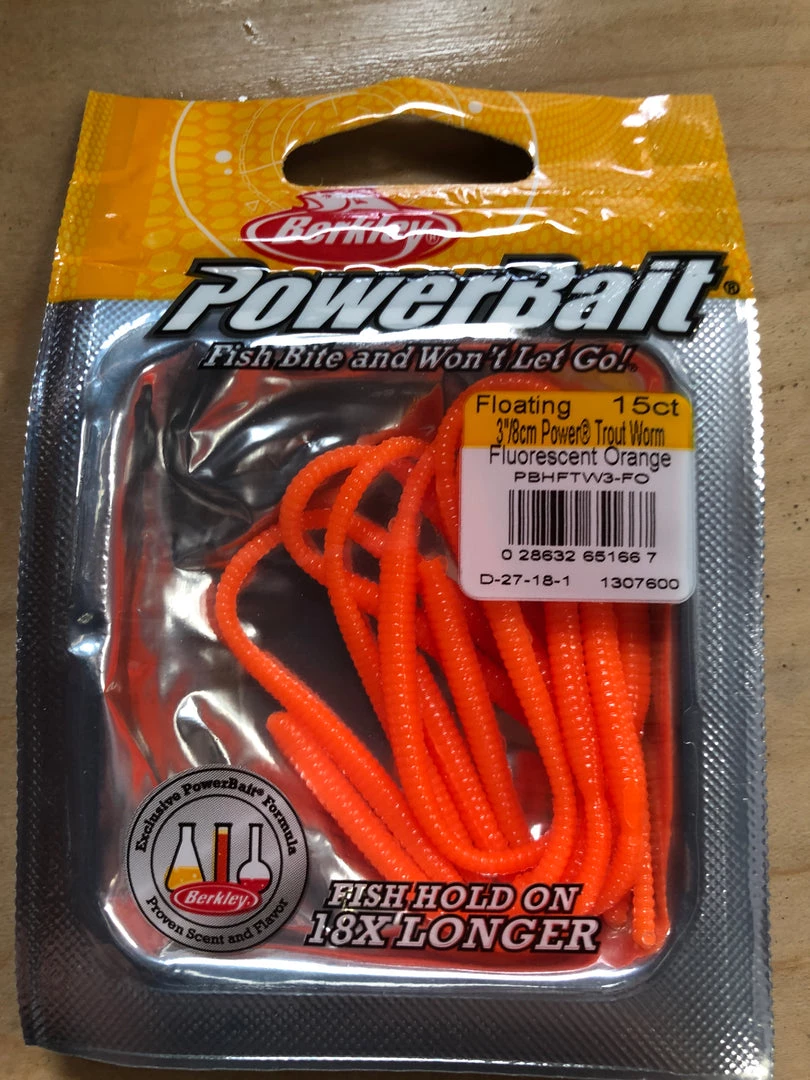 Berkley®
PowerBait®
Fish Bite and Won't Let Go!®
Floating 15ct
3"/8cm Power® Trout Worm
Fluorescent Orange
PBHFTW3-FO
0 28632 65166 7
D-27-18-1 1307600
Exclusive PowerBait® Formula
Berkley®
Proven Scent and Flavor
FISH HOLD ON
18X LONGER